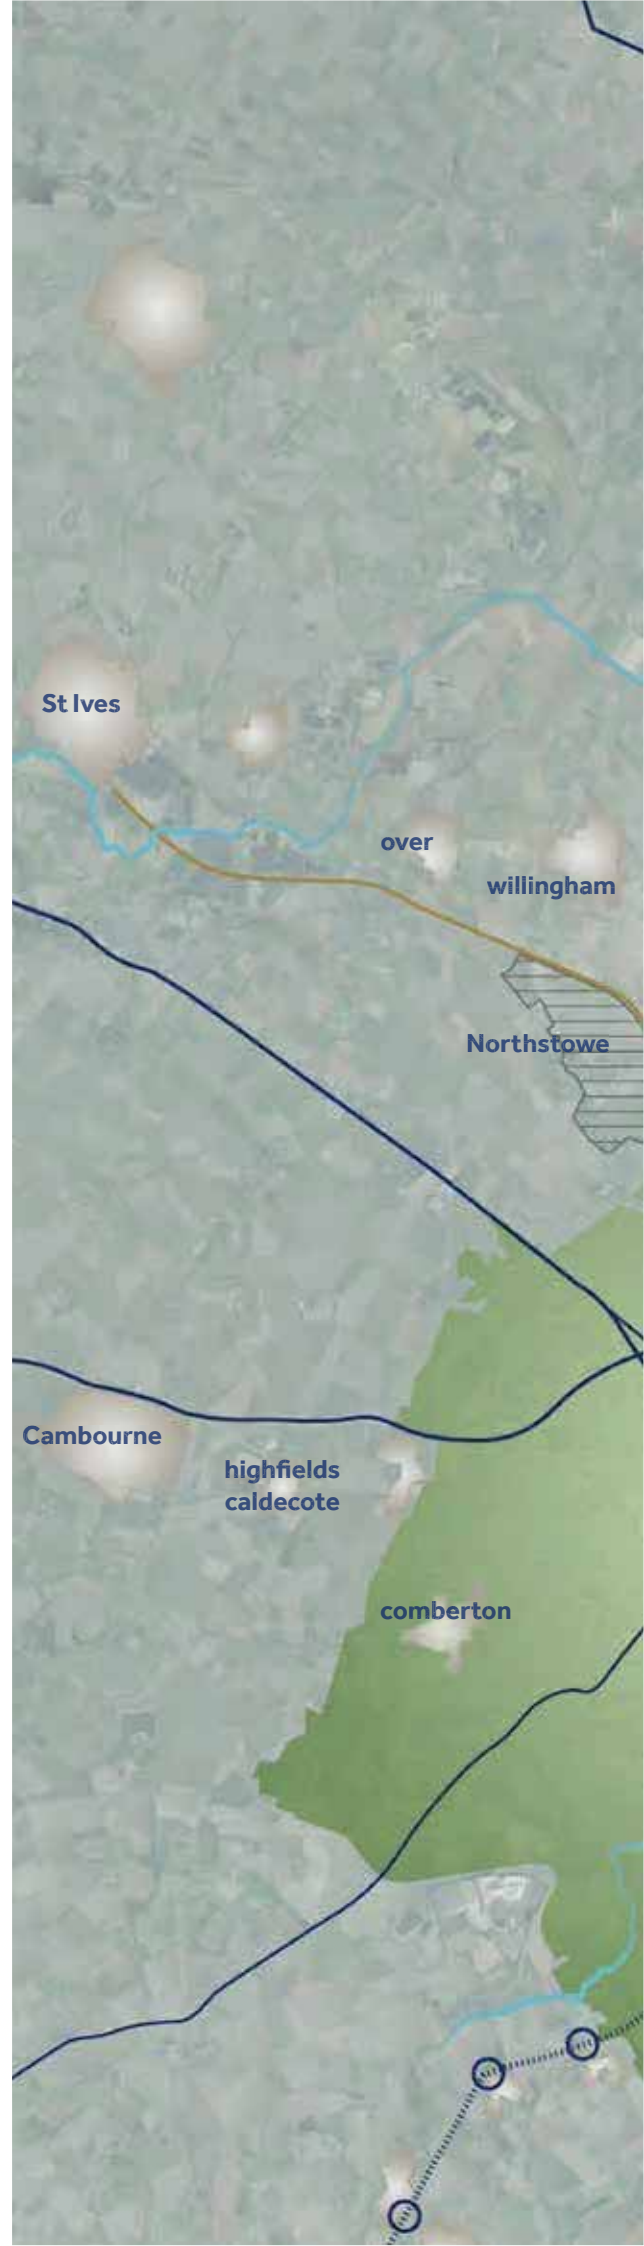 St Ives
over
willingham
Northstowe
Cambourne
highfields
caldecote
comberton